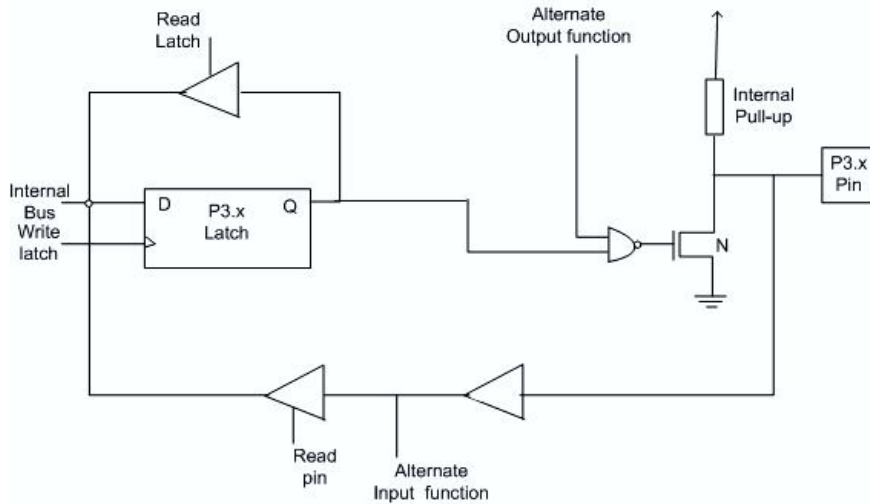 Read
Latch
Alternate
Output function
Internal
Pull-up
P3.x
Pin
Internal
Bus
Write
latch
D
P3.x
Latch
Q
N
Read
pin
Alternate
Input function